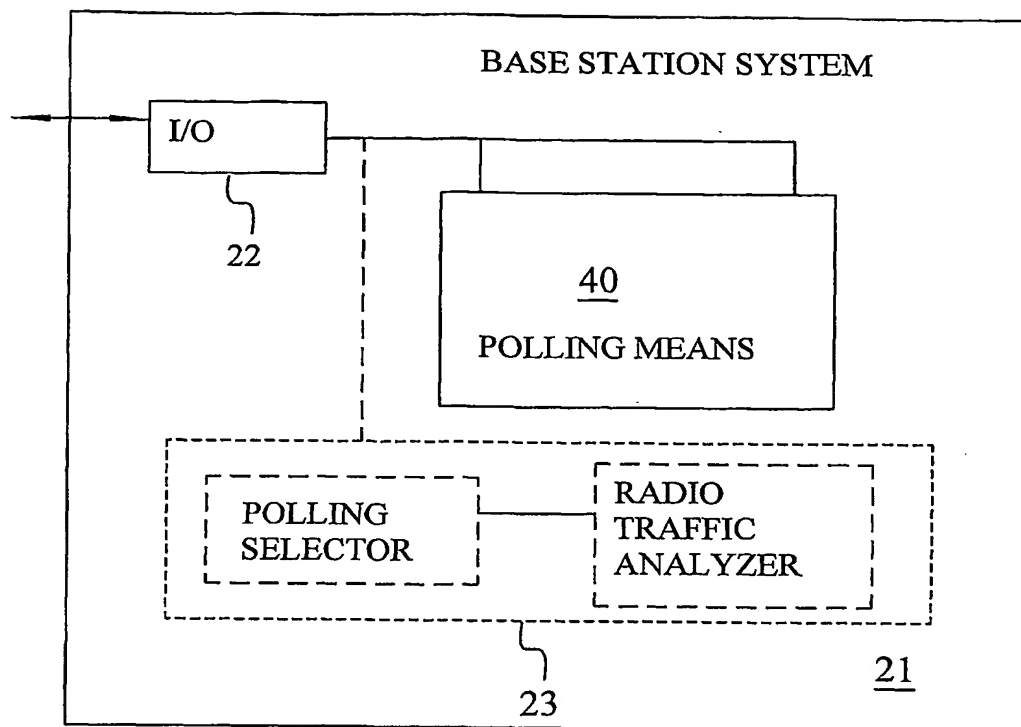 BASE STATION SYSTEM
I/O
22
40
POLLING MEANS
POLLING
SELECTOR
RADIO
TRAFFIC
ANALYZER
23
21